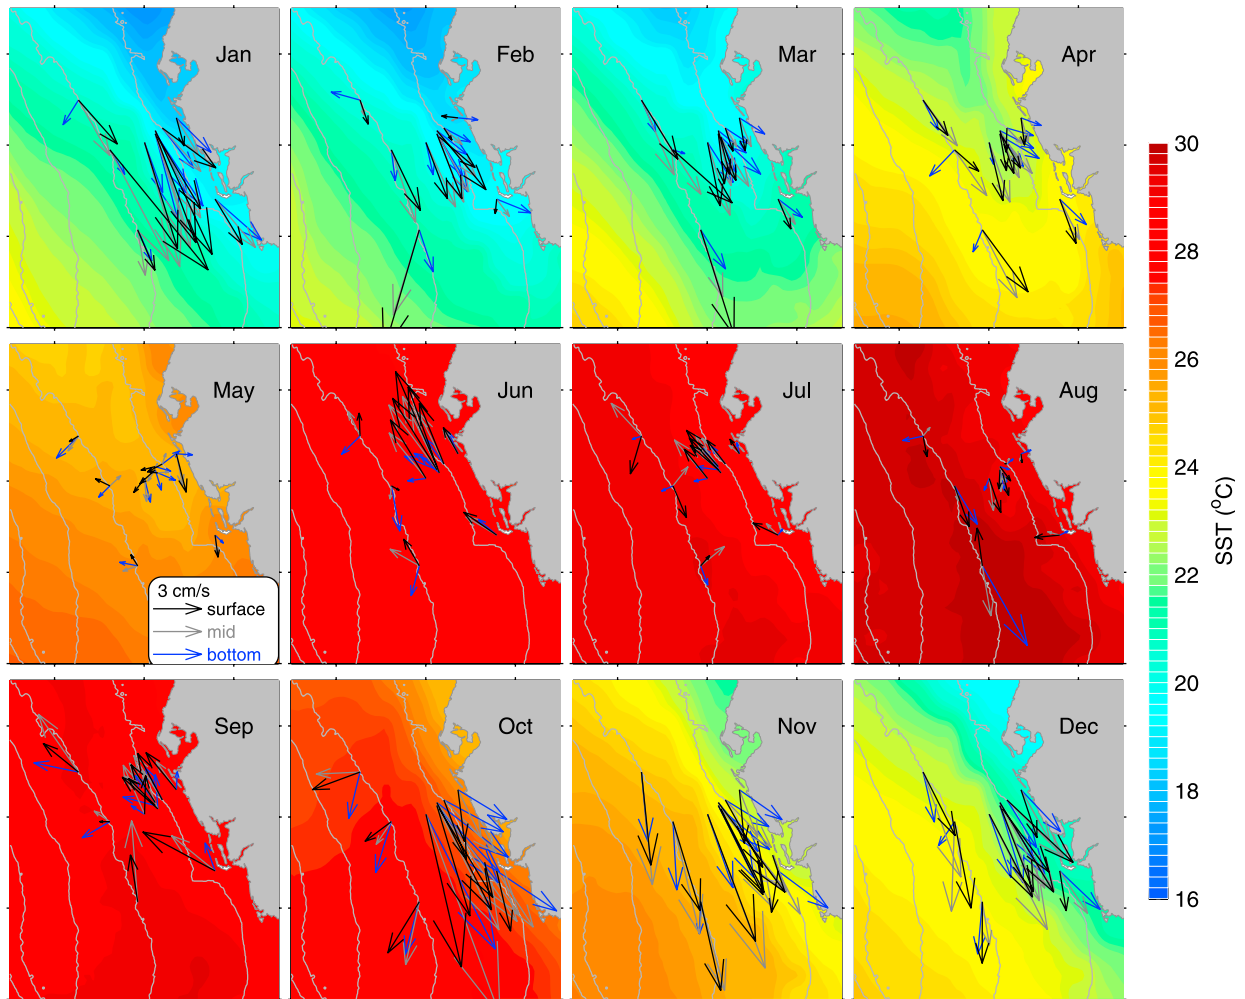 Jan
Feb
Mar
Apr
May
Jun
Jul
Aug
3 cm/s
surface
mid
bottom
Sep
Oct
Nov
Dec
30
28
26
24
22
20
18
16
SST (°C)